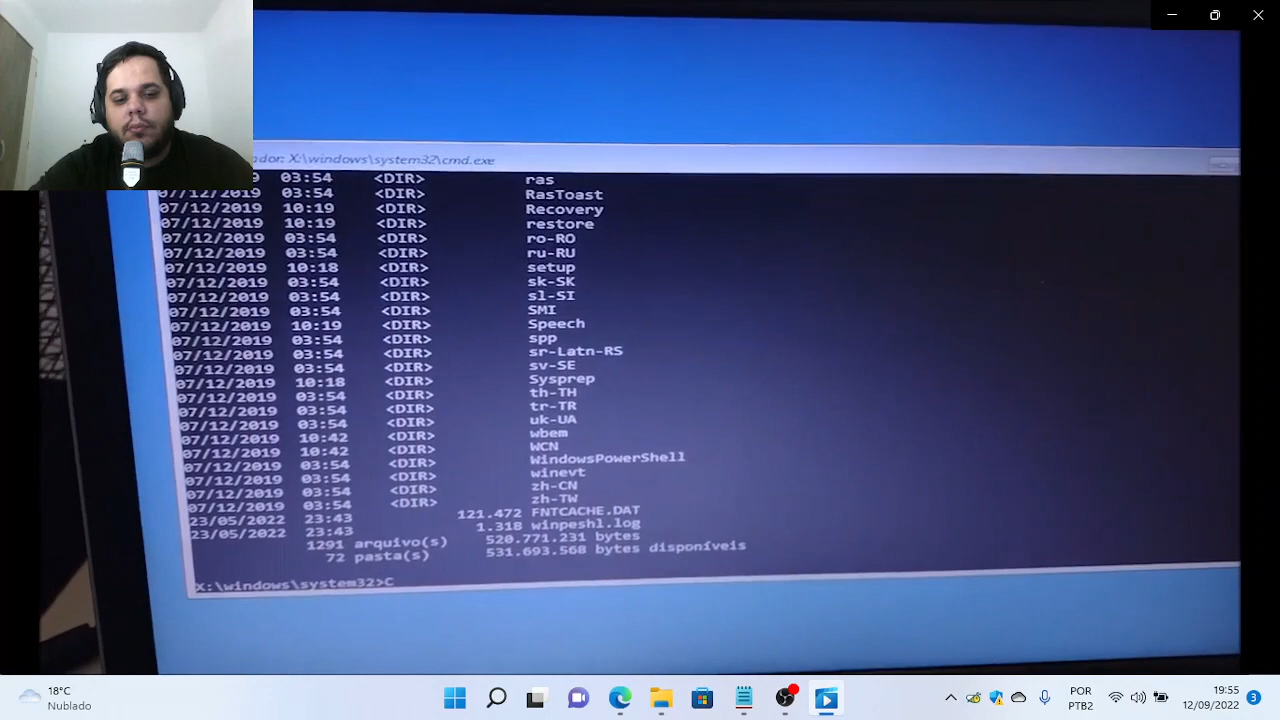 ador: X:\windows\system32\cmd.exe
9 03:54 <DIR> ras
07/12/2019 03:54 <DIR> RasToast
07/12/2019 10:19 <DIR> Recovery
07/12/2019 10:19 <DIR> restore
07/12/2019 03:54 <DIR> ro-RO
07/12/2019 03:54 <DIR> ru-RU
07/12/2019 10:18 <DIR> setup
07/12/2019 03:54 <DIR> sk-SK
07/12/2019 03:54 <DIR> sl-SI
07/12/2019 03:54 <DIR> SMI
07/12/2019 10:19 <DIR> Speech
07/12/2019 03:54 <DIR> spp
07/12/2019 03:54 <DIR> sr-Latn-RS
07/12/2019 03:54 <DIR> sv-SE
07/12/2019 10:18 <DIR> Sysprep
07/12/2019 03:54 <DIR> th-TH
07/12/2019 03:54 <DIR> tr-TR
07/12/2019 03:54 <DIR> uk-UA
07/12/2019 10:42 <DIR> wbem
07/12/2019 10:42 <DIR> WCN
07/12/2019 03:54 <DIR> WindowsPowerShell
07/12/2019 03:54 <DIR> winevt
07/12/2019 03:54 <DIR> zh-CN
07/12/2019 03:54 <DIR> zh-TW
23/05/2022 23:43 121.472 FNTCACHE.DAT
23/05/2022 23:43 1.318 winpeshl.log
1291 arquivo(s) 520.771.231 bytes
72 pasta(s) 531.693.568 bytes disponíveis
X:\windows\system32>C
18°C
Nublado
POR
PTB2
19:55
12/09/2022
3